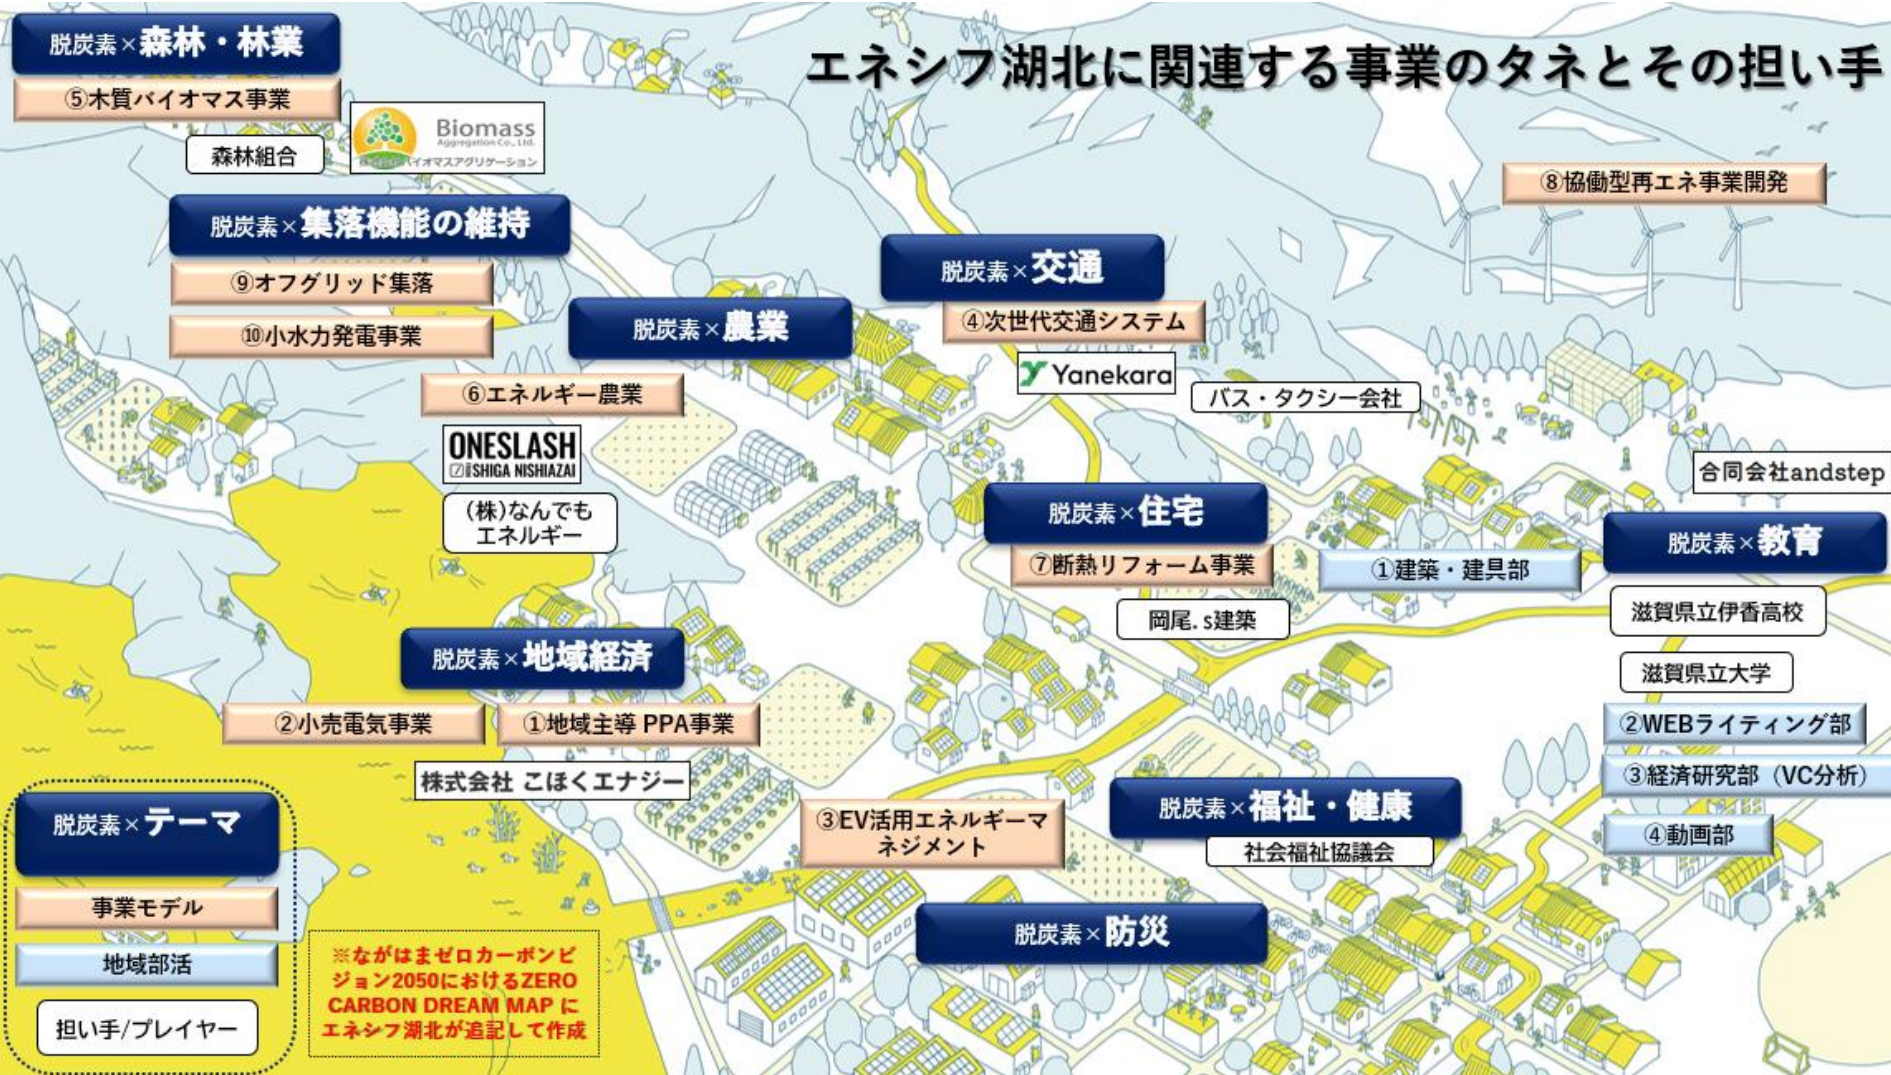 エネシフ湖北に関連する事業のタネとその担い手
脱炭素×森林・林業
⑤木質バイオマス事業
森林組合
Biomass
Aggregation Co., Ltd.
株式会社バイオマスアグリゲーション
⑧協働型再エネ事業開発
脱炭素×集落機能の維持
⑨オフグリッド集落
⑩小水力発電事業
脱炭素×交通
④次世代交通システム
Yanekara
バス・タクシー会社
脱炭素×農業
⑥エネルギー農業
ONESLASH
SHIGA NISHIAZAI
(株)なんでも
エネルギー
合同会社andstep
脱炭素×住宅
⑦断熱リフォーム事業
①建築・建具部
岡尾.s建築
脱炭素×教育
滋賀県立伊香高校
滋賀県立大学
②WEBライティング部
③経済研究部（VC分析）
④動画部
脱炭素×地域経済
②小売電気事業
①地域主導 PPA事業
株式会社 こほくエナジー
③EV活用エネルギーマ
ネジメント
脱炭素×福祉・健康
社会福祉協議会
脱炭素×防災
脱炭素×テーマ
事業モデル
地域部活
担い手/プレイヤー
※ながはまゼロカーボンビ
ジョン2050におけるZERO
CARBON DREAM MAP に
エネシフ湖北が追記して作成